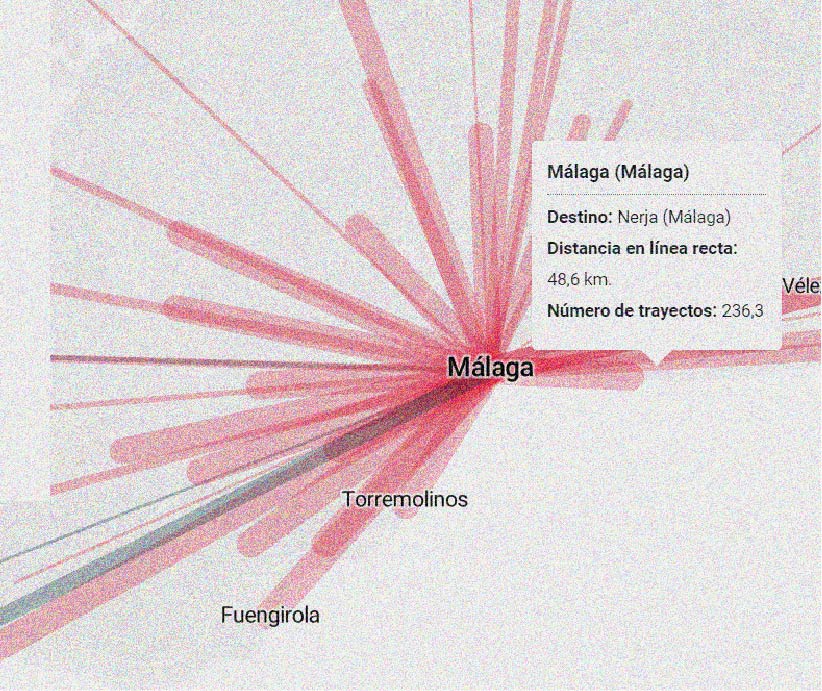 Málaga (Málaga)
Destino: Nerja (Málaga)
Distancia en línea recta:
48,6 km.
Número de trayectos: 236,3
Véle
Málaga
Torremolinos
Fuengirola